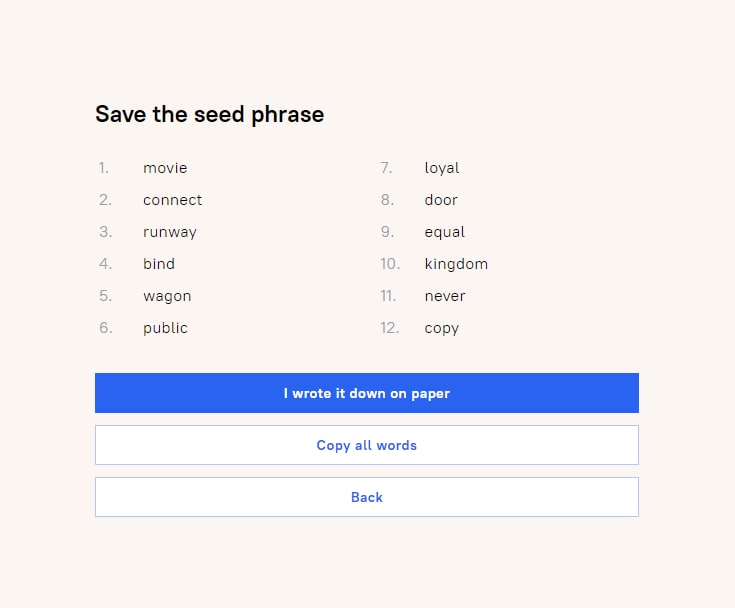 Save the seed phrase
1. movie
2. connect
3. runway
4. bind
5. wagon
6. public
7. loyal
8. door
9. equal
10. kingdom
11. never
12. copy
I wrote it down on paper
Copy all words
Back